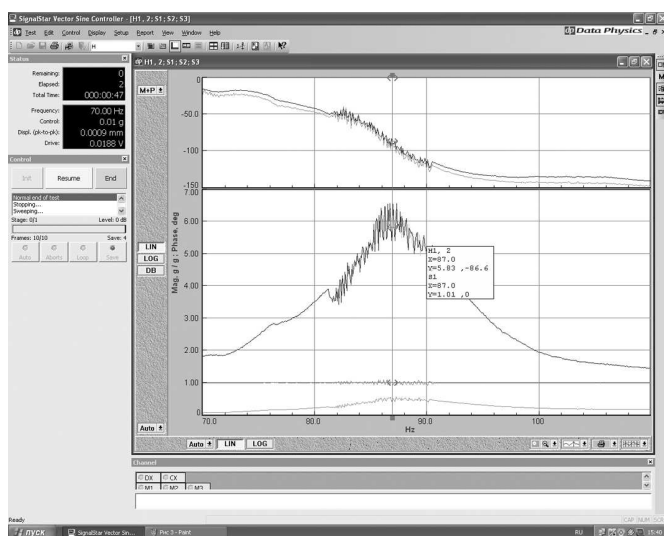 SignalStar Vector Sine Controller - [H1, 2; S1; S2; S3]
Test Edit Control Display Setup Report View Window Help
Data Physics
H
Status
Remaining: 0
Elapsed: 2
Total Time: 000:00:47
Frequency: 70.00 Hz
Control: 0.01 g
Displ. (pk-to-pk): 0.0009 mm
Drive: 0.0188 V
Control
Init Resume End
Normal end of test
Stopping...
Sweeping...
Stage: 0/1 Level: 0 dB
Frames: 10/10 Save: 4
Auto Aborts Loop Save
H1, 2; S1; S2; S3
M+P
0
-50.0
-100
-150
7.00
6.00
5.00
4.00
3.00
2.00
1.00
0
Mag, g / g ; Phase, deg
LIN
LOG
DB
Auto
H1, 2
X=87.0
Y=5.83 ,-86.6
S1
X=87.0
Y=1.01 ,0
70.0 80.0 90.0 100
Hz
Auto LIN LOG
Channel
DX CX
M1 M2 M3
Ready
CAP NUM SCR
пуск SignalStar Vector Sin... Рис 3 - Paint RU 15:40